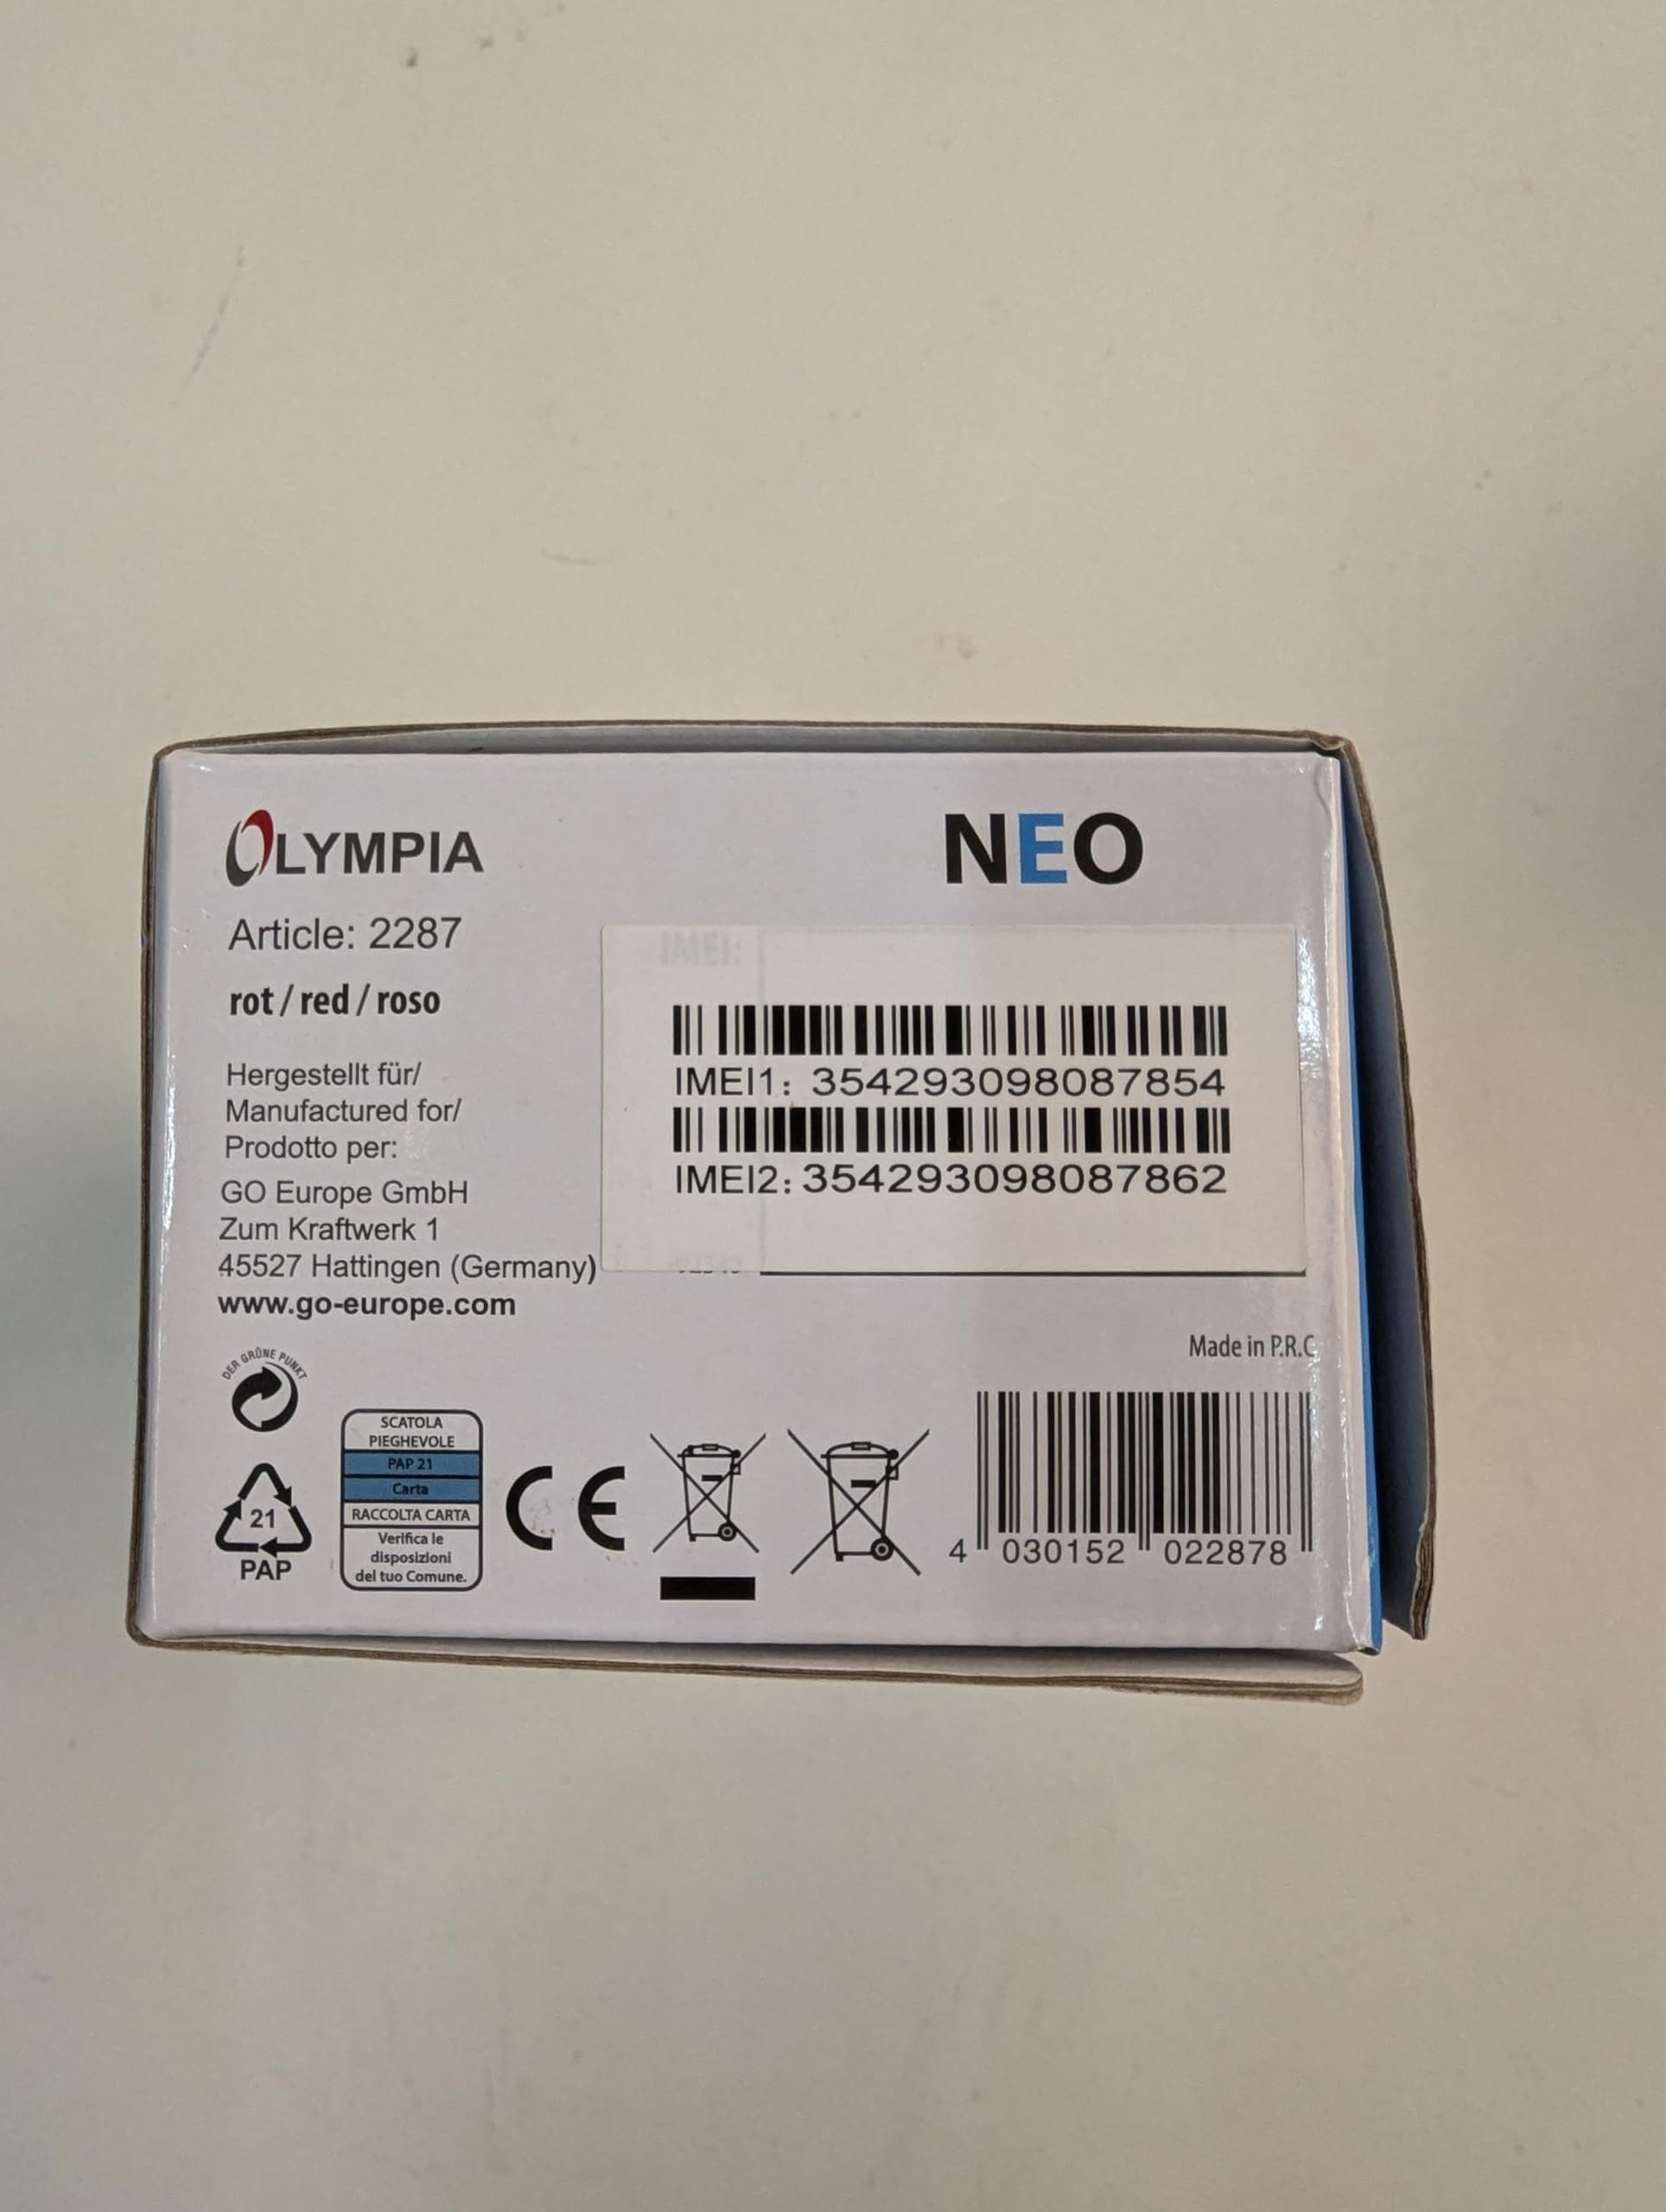 OLYMPIA
NEO
Article: 2287
rot / red / roso
Hergestellt für/
Manufactured for/
Prodotto per:
GO Europe GmbH
Zum Kraftwerk 1
45527 Hattingen (Germany)
www.go-europe.com
IMEI:
IMEI1: 354293098087854
IMEI2: 354293098087862
Made in P.R.C
DER GRÜNE PUNKT
21
PAP
SCATOLA
PIEGHEVOLE
PAP 21
Carta
RACCOLTA CARTA
Verifica le
disposizioni
del tuo Comune.
CE
4 030152 022878